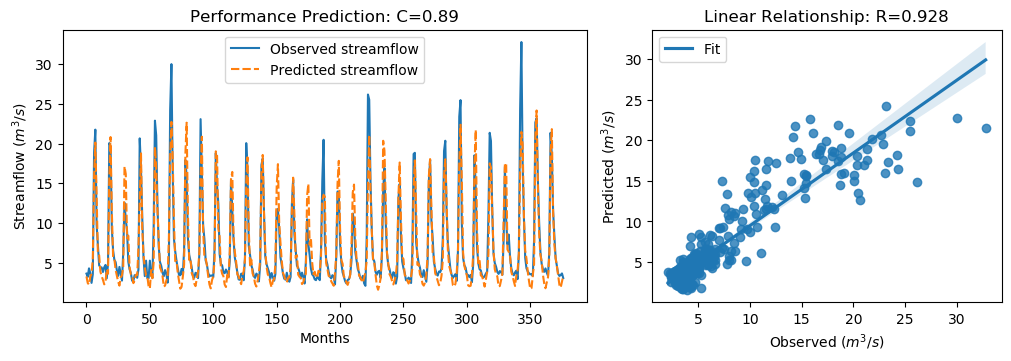 Performance Prediction: C=0.89
Streamflow (m³/s)
30
25
20
15
10
5
Observed streamflow
Predicted streamflow
0 50 100 150 200 250 300 350
Months
Linear Relationship: R=0.928
Predicted (m³/s)
30
25
20
15
10
5
Fit
5 10 15 20 25 30
Observed (m³/s)